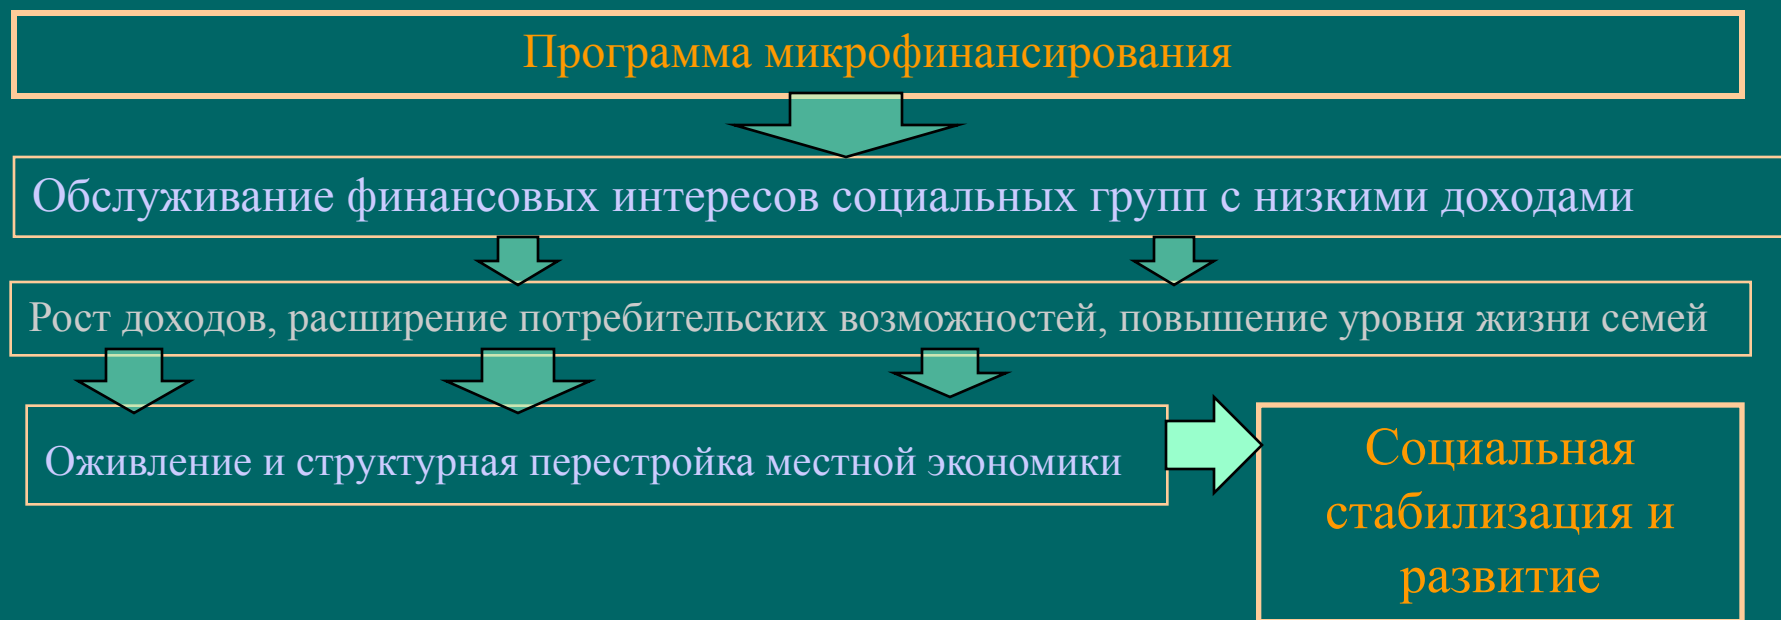 Программа микрофинансирования
Обслуживание финансовых интересов социальных групп с низкими доходами
Рост доходов, расширение потребительских возможностей, повышение уровня жизни семей
Оживление и структурная перестройка местной экономики
Социальная
стабилизация и
развитие